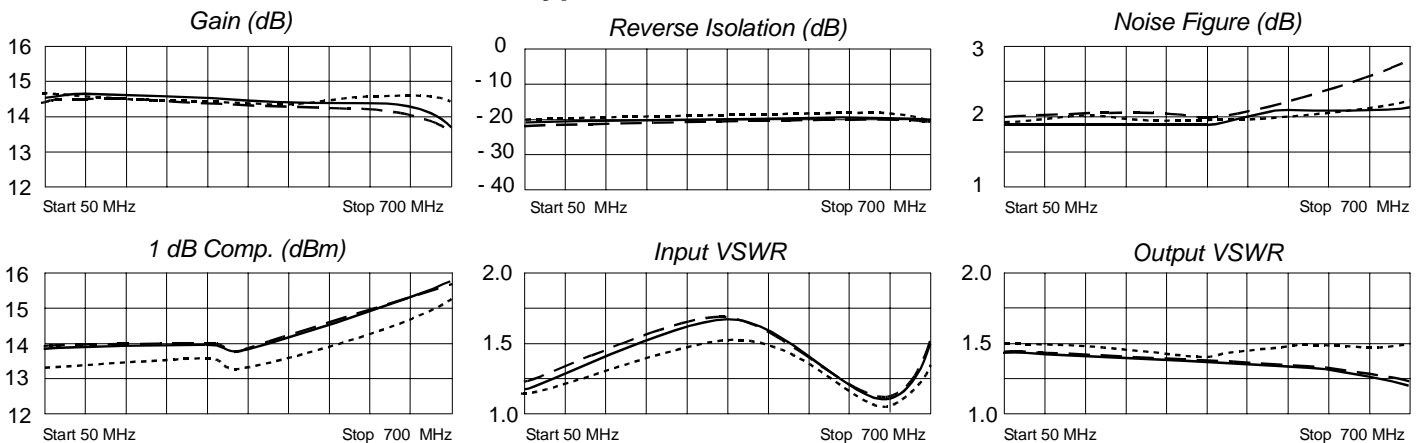 Gain (dB)
16
15
14
13
12
Start 50 MHz
Stop 700 MHz
Reverse Isolation (dB)
0
- 10
- 20
- 30
- 40
Start 50 MHz
Stop 700 MHz
Noise Figure (dB)
3
2
1
Start 50 MHz
Stop 700 MHz
1 dB Comp. (dBm)
16
15
14
13
12
Start 50 MHz
Stop 700 MHz
Input VSWR
2.0
1.5
1.0
Start 50 MHz
Stop 700 MHz
Output VSWR
2.0
1.5
1.0
Start 50 MHz
Stop 700 MHz